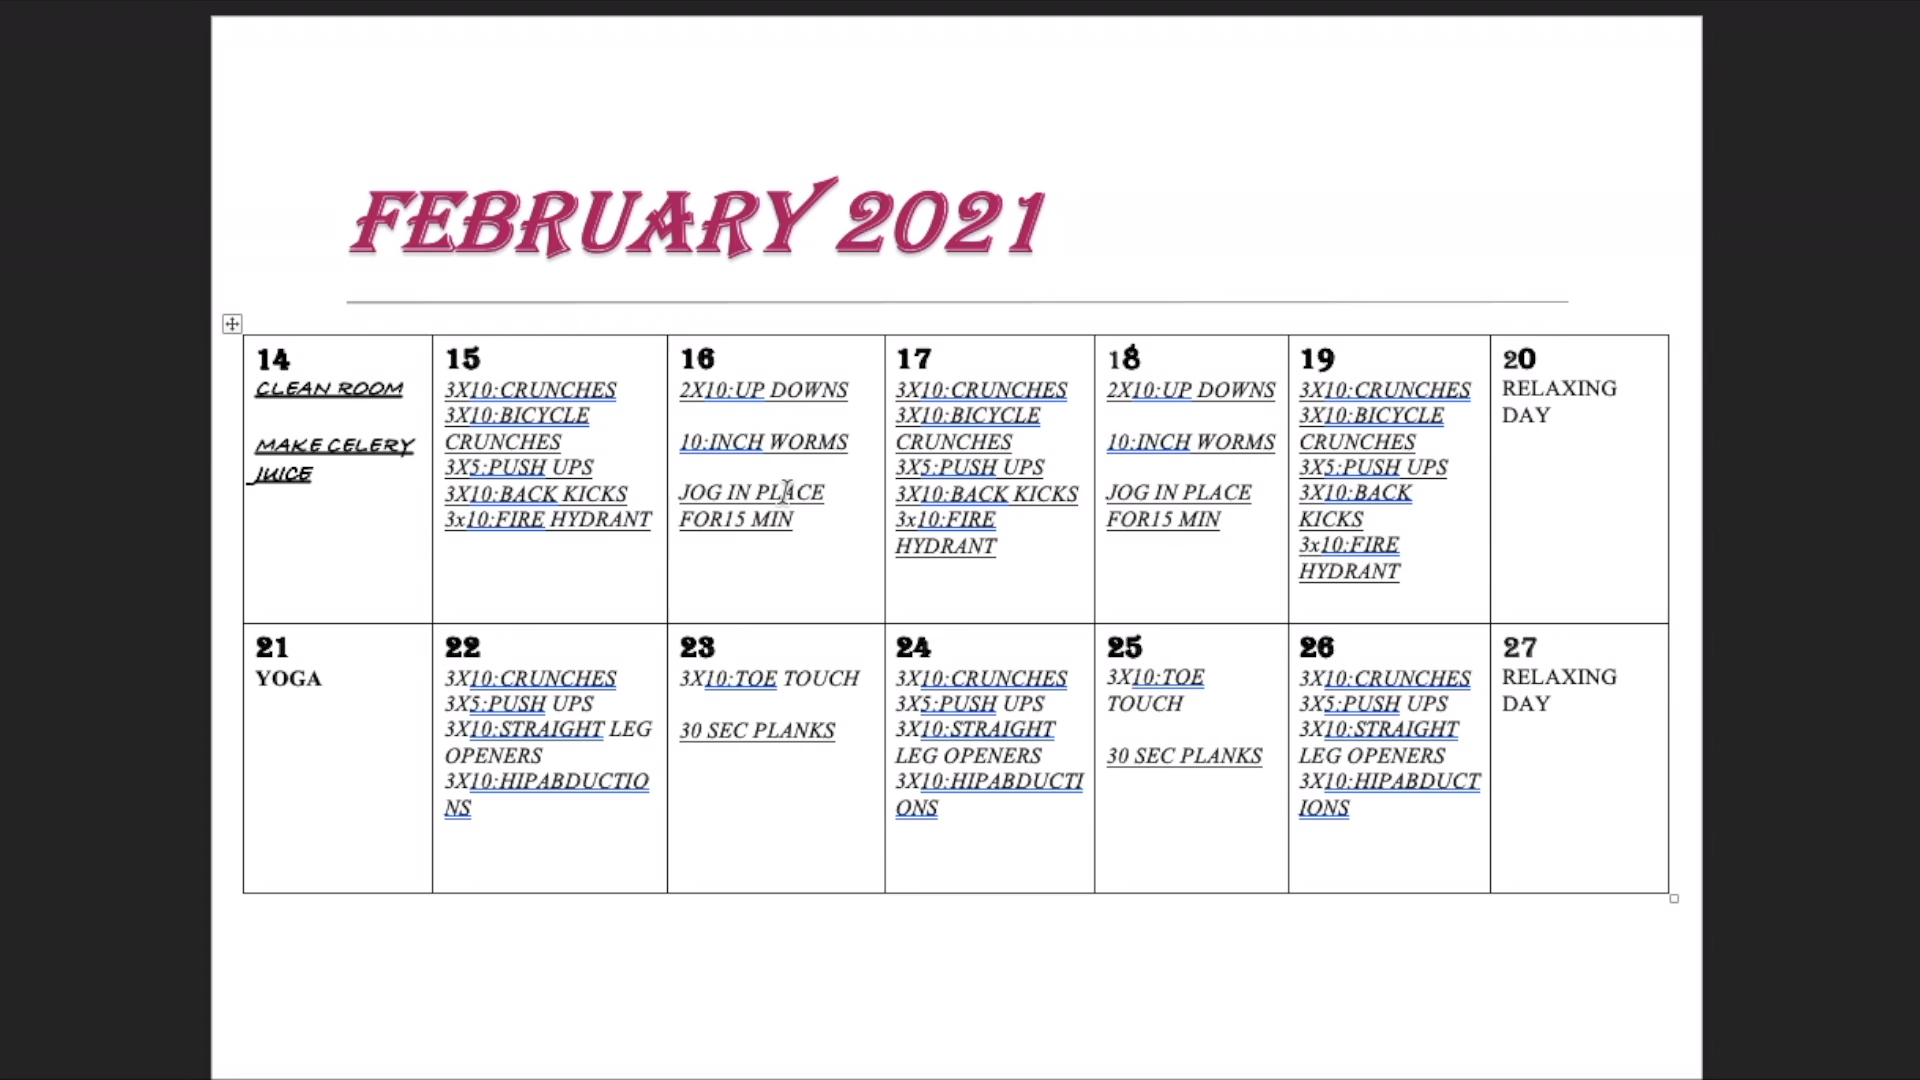 FEBRUARY 2021
14
CLEAN ROOM
MAKE CELERY
JUICE
15
3X10:CRUNCHES
3X10:BICYCLE
CRUNCHES
3X5:PUSH UPS
3X10:BACK KICKS
3x10:FIRE HYDRANT
16
2X10:UP DOWNS
10:INCH WORMS
JOG IN PLACE
FOR15 MIN
17
3X10:CRUNCHES
3X10:BICYCLE
CRUNCHES
3X5:PUSH UPS
3X10:BACK KICKS
3x10:FIRE
HYDRANT
18
2X10:UP DOWNS
10:INCH WORMS
JOG IN PLACE
FOR15 MIN
19
3X10:CRUNCHES
3X10:BICYCLE
CRUNCHES
3X5:PUSH UPS
3X10:BACK
KICKS
3x10:FIRE
HYDRANT
20
RELAXING
DAY
21
YOGA
22
3X10:CRUNCHES
3X5:PUSH UPS
3X10:STRAIGHT LEG
OPENERS
3X10:HIPABDUCTIO
NS
23
3X10:TOE TOUCH
30 SEC PLANKS
24
3X10:CRUNCHES
3X5:PUSH UPS
3X10:STRAIGHT
LEG OPENERS
3X10:HIPABDUCTI
ONS
25
3X10:TOE
TOUCH
30 SEC PLANKS
26
3X10:CRUNCHES
3X5:PUSH UPS
3X10:STRAIGHT
LEG OPENERS
3X10:HIPABDUCT
IONS
27
RELAXING
DAY